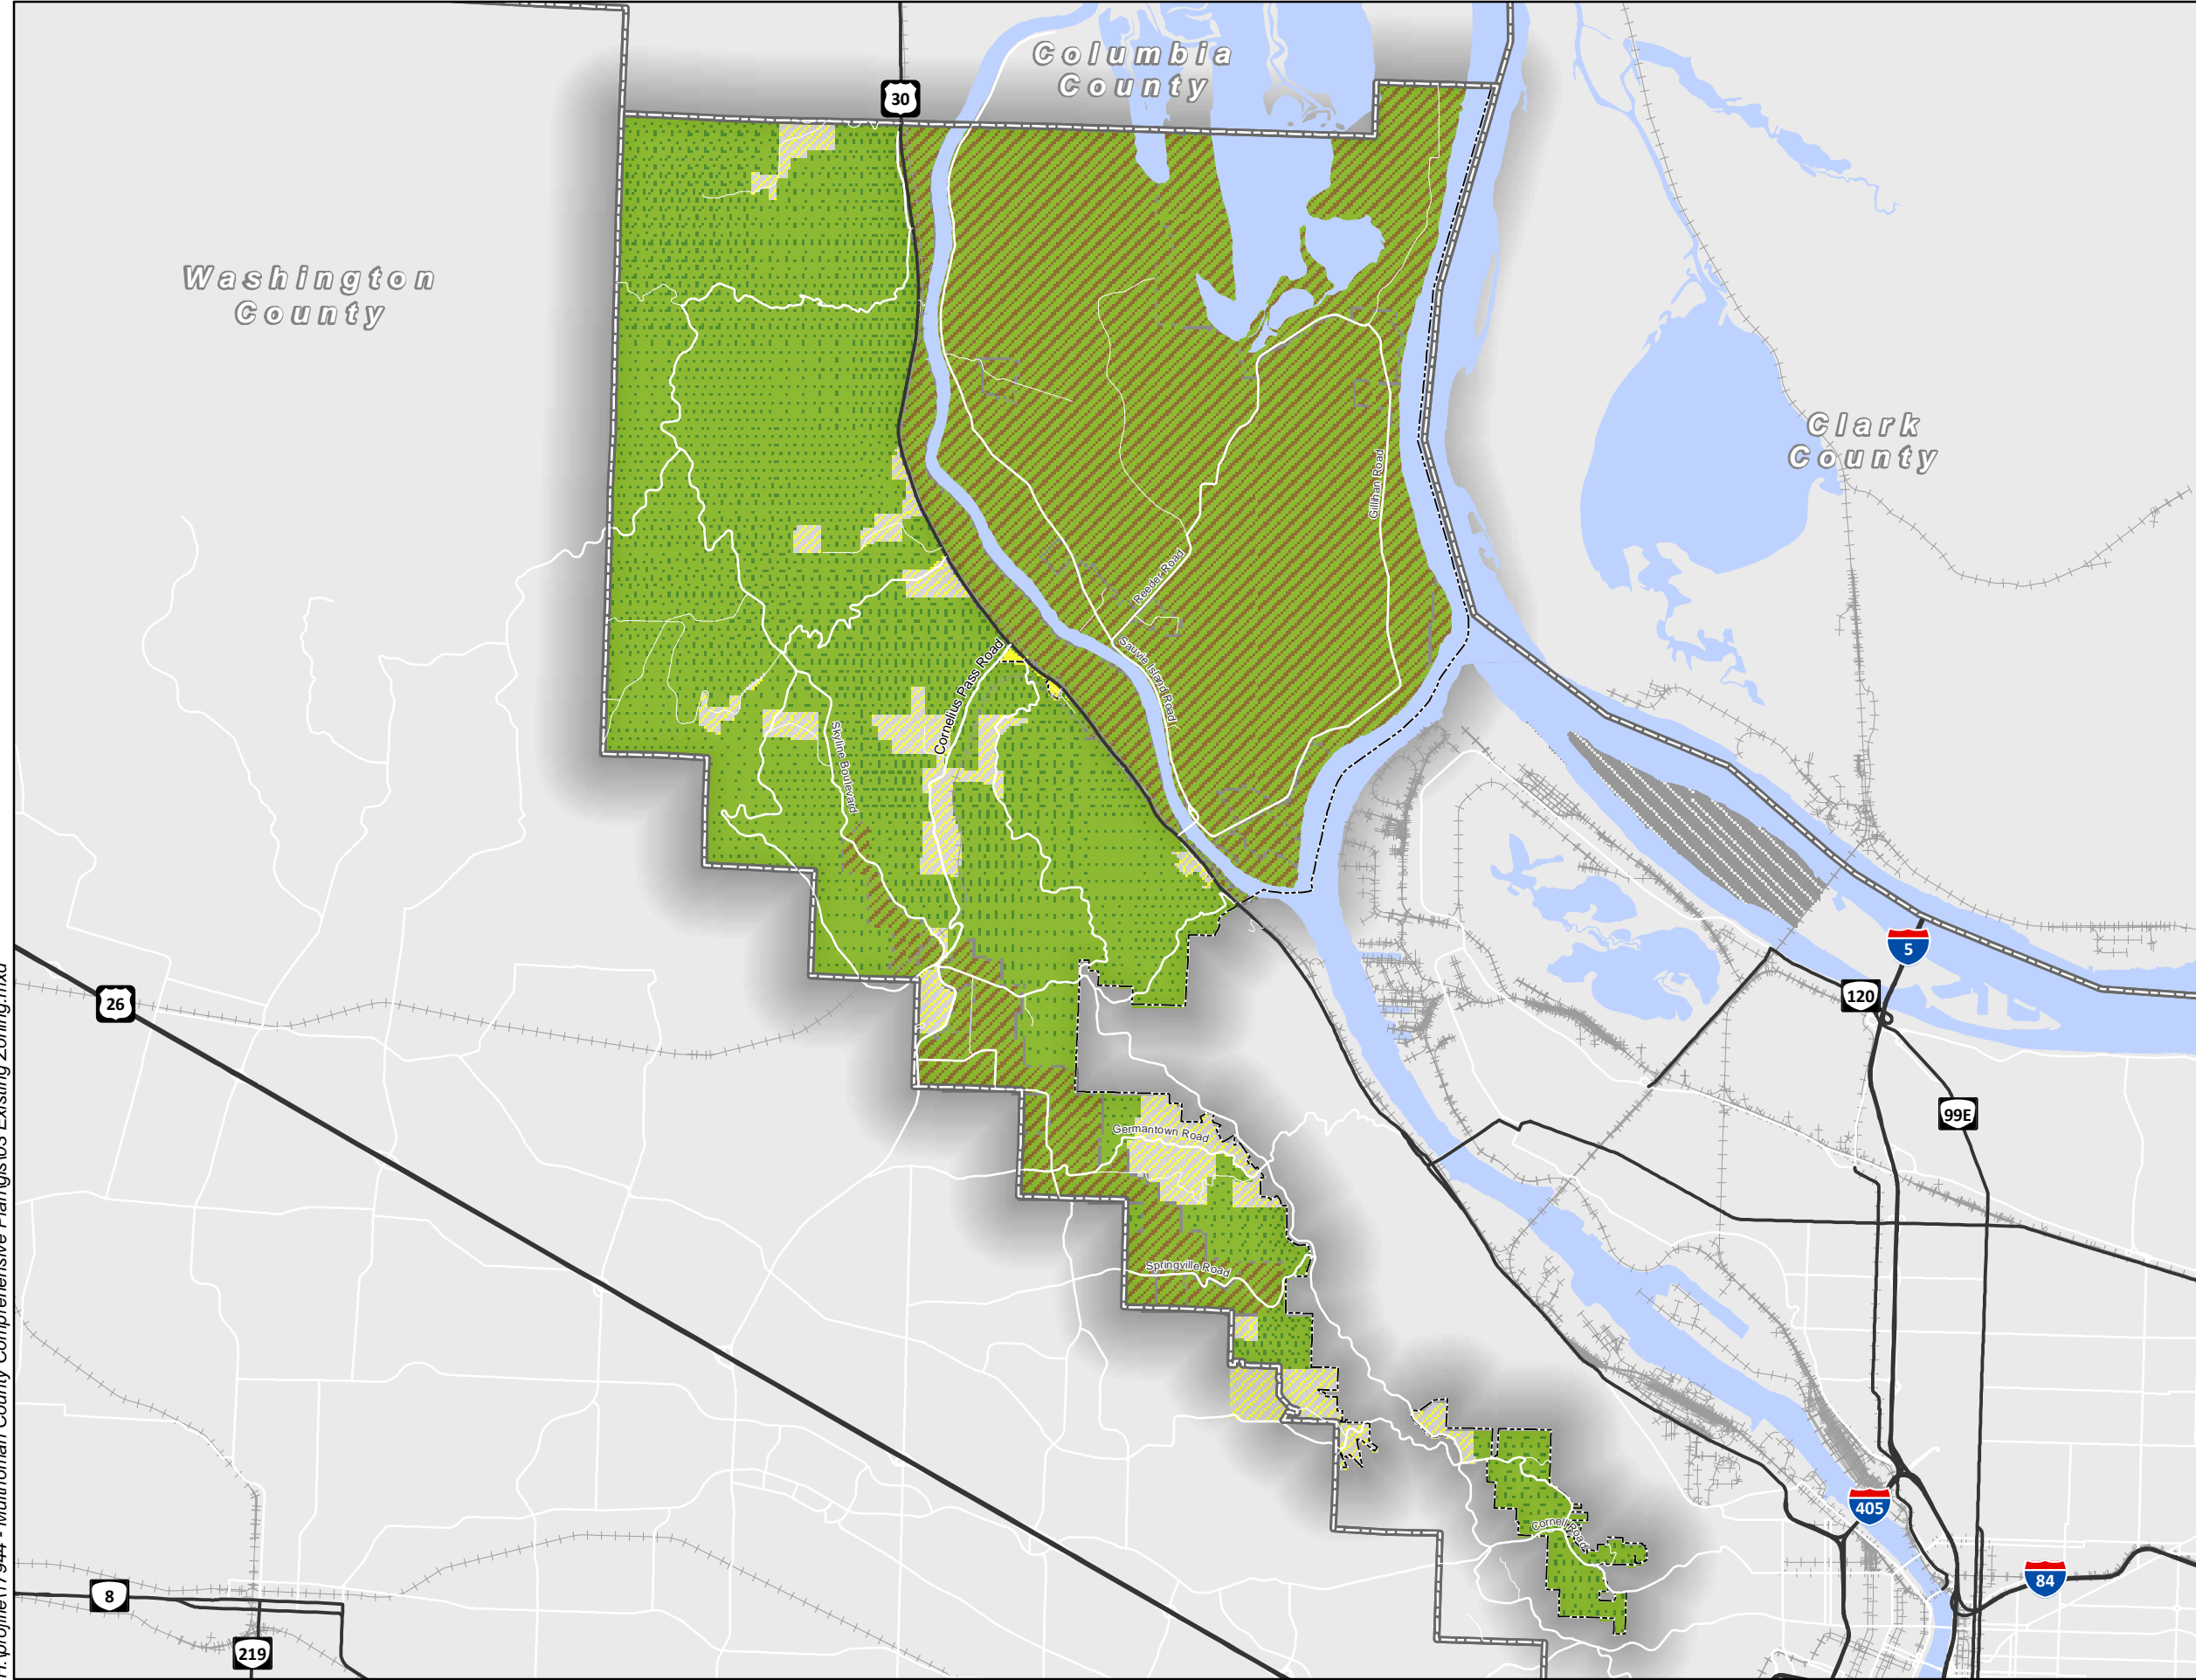 Columbia
County
30
Washington
County
Clark
County
Gillihan Road
Reeder Road
Sauvie Island Road
Cornelius Pass Road
Skyline Boulevard
5
120
26
99E
Germantown Road
Springville Road
405
Cornell Road
84
8
219